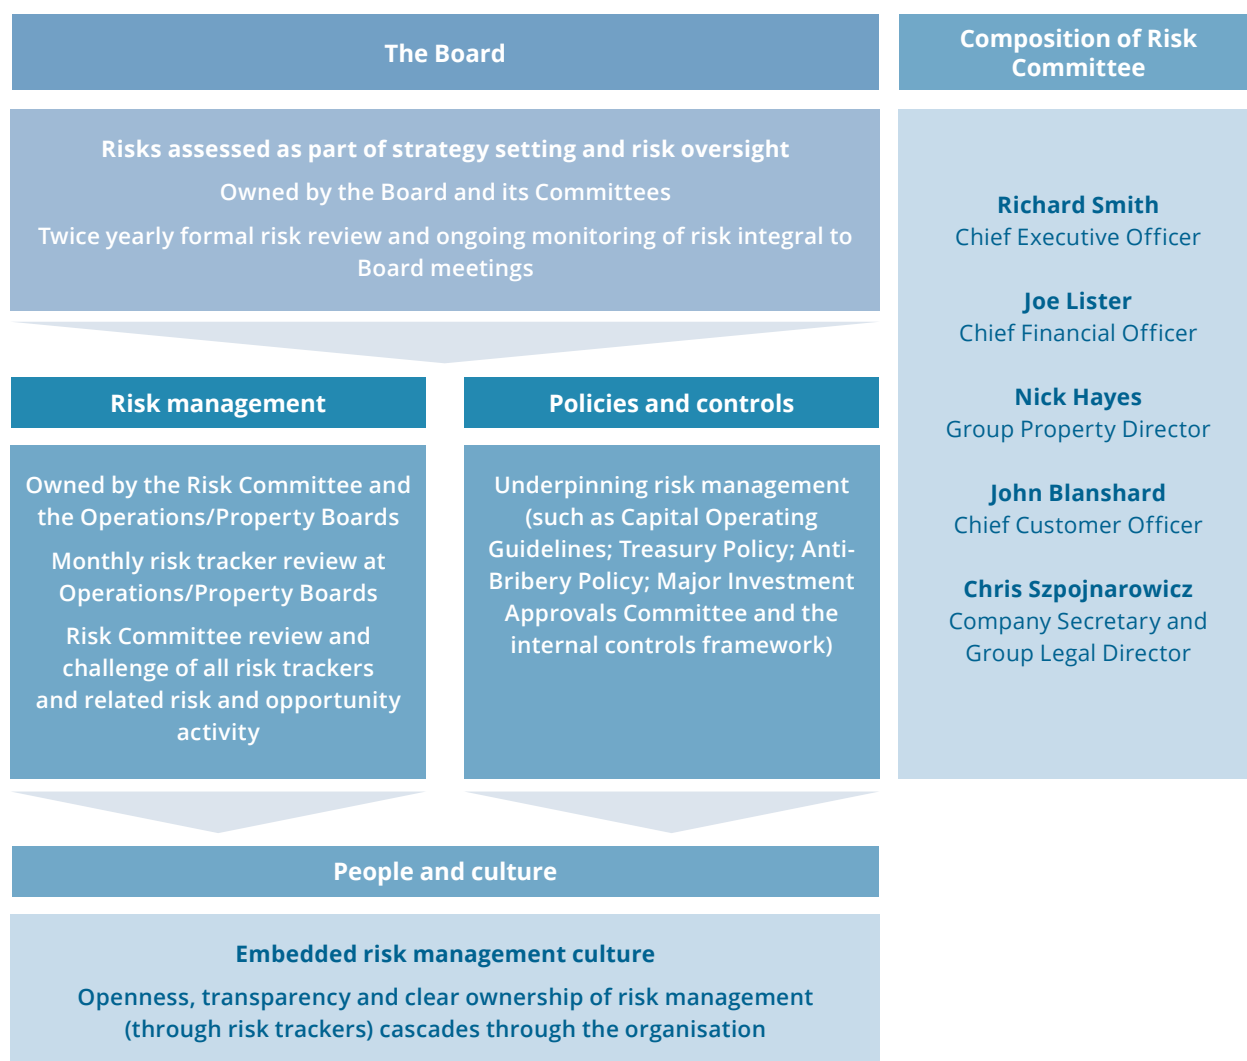 The Board
Risks assessed as part of strategy setting and risk oversight
Owned by the Board and its Committees
Twice yearly formal risk review and ongoing monitoring of risk integral to
Board meetings
Risk management
Owned by the Risk Committee and
the Operations/Property Boards
Monthly risk tracker review at
Operations/Property Boards
Risk Committee review and
challenge of all risk trackers
and related risk and opportunity
activity
Policies and controls
Underpinning risk management
(such as Capital Operating
Guidelines; Treasury Policy; Anti-
Bribery Policy; Major Investment
Approvals Committee and the
internal controls framework)
People and culture
Embedded risk management culture
Openness, transparency and clear ownership of risk management
(through risk trackers) cascades through the organisation
Composition of Risk
Committee
Richard Smith
Chief Executive Officer
Joe Lister
Chief Financial Officer
Nick Hayes
Group Property Director
John Blanshard
Chief Customer Officer
Chris Szpojnarowicz
Company Secretary and
Group Legal Director